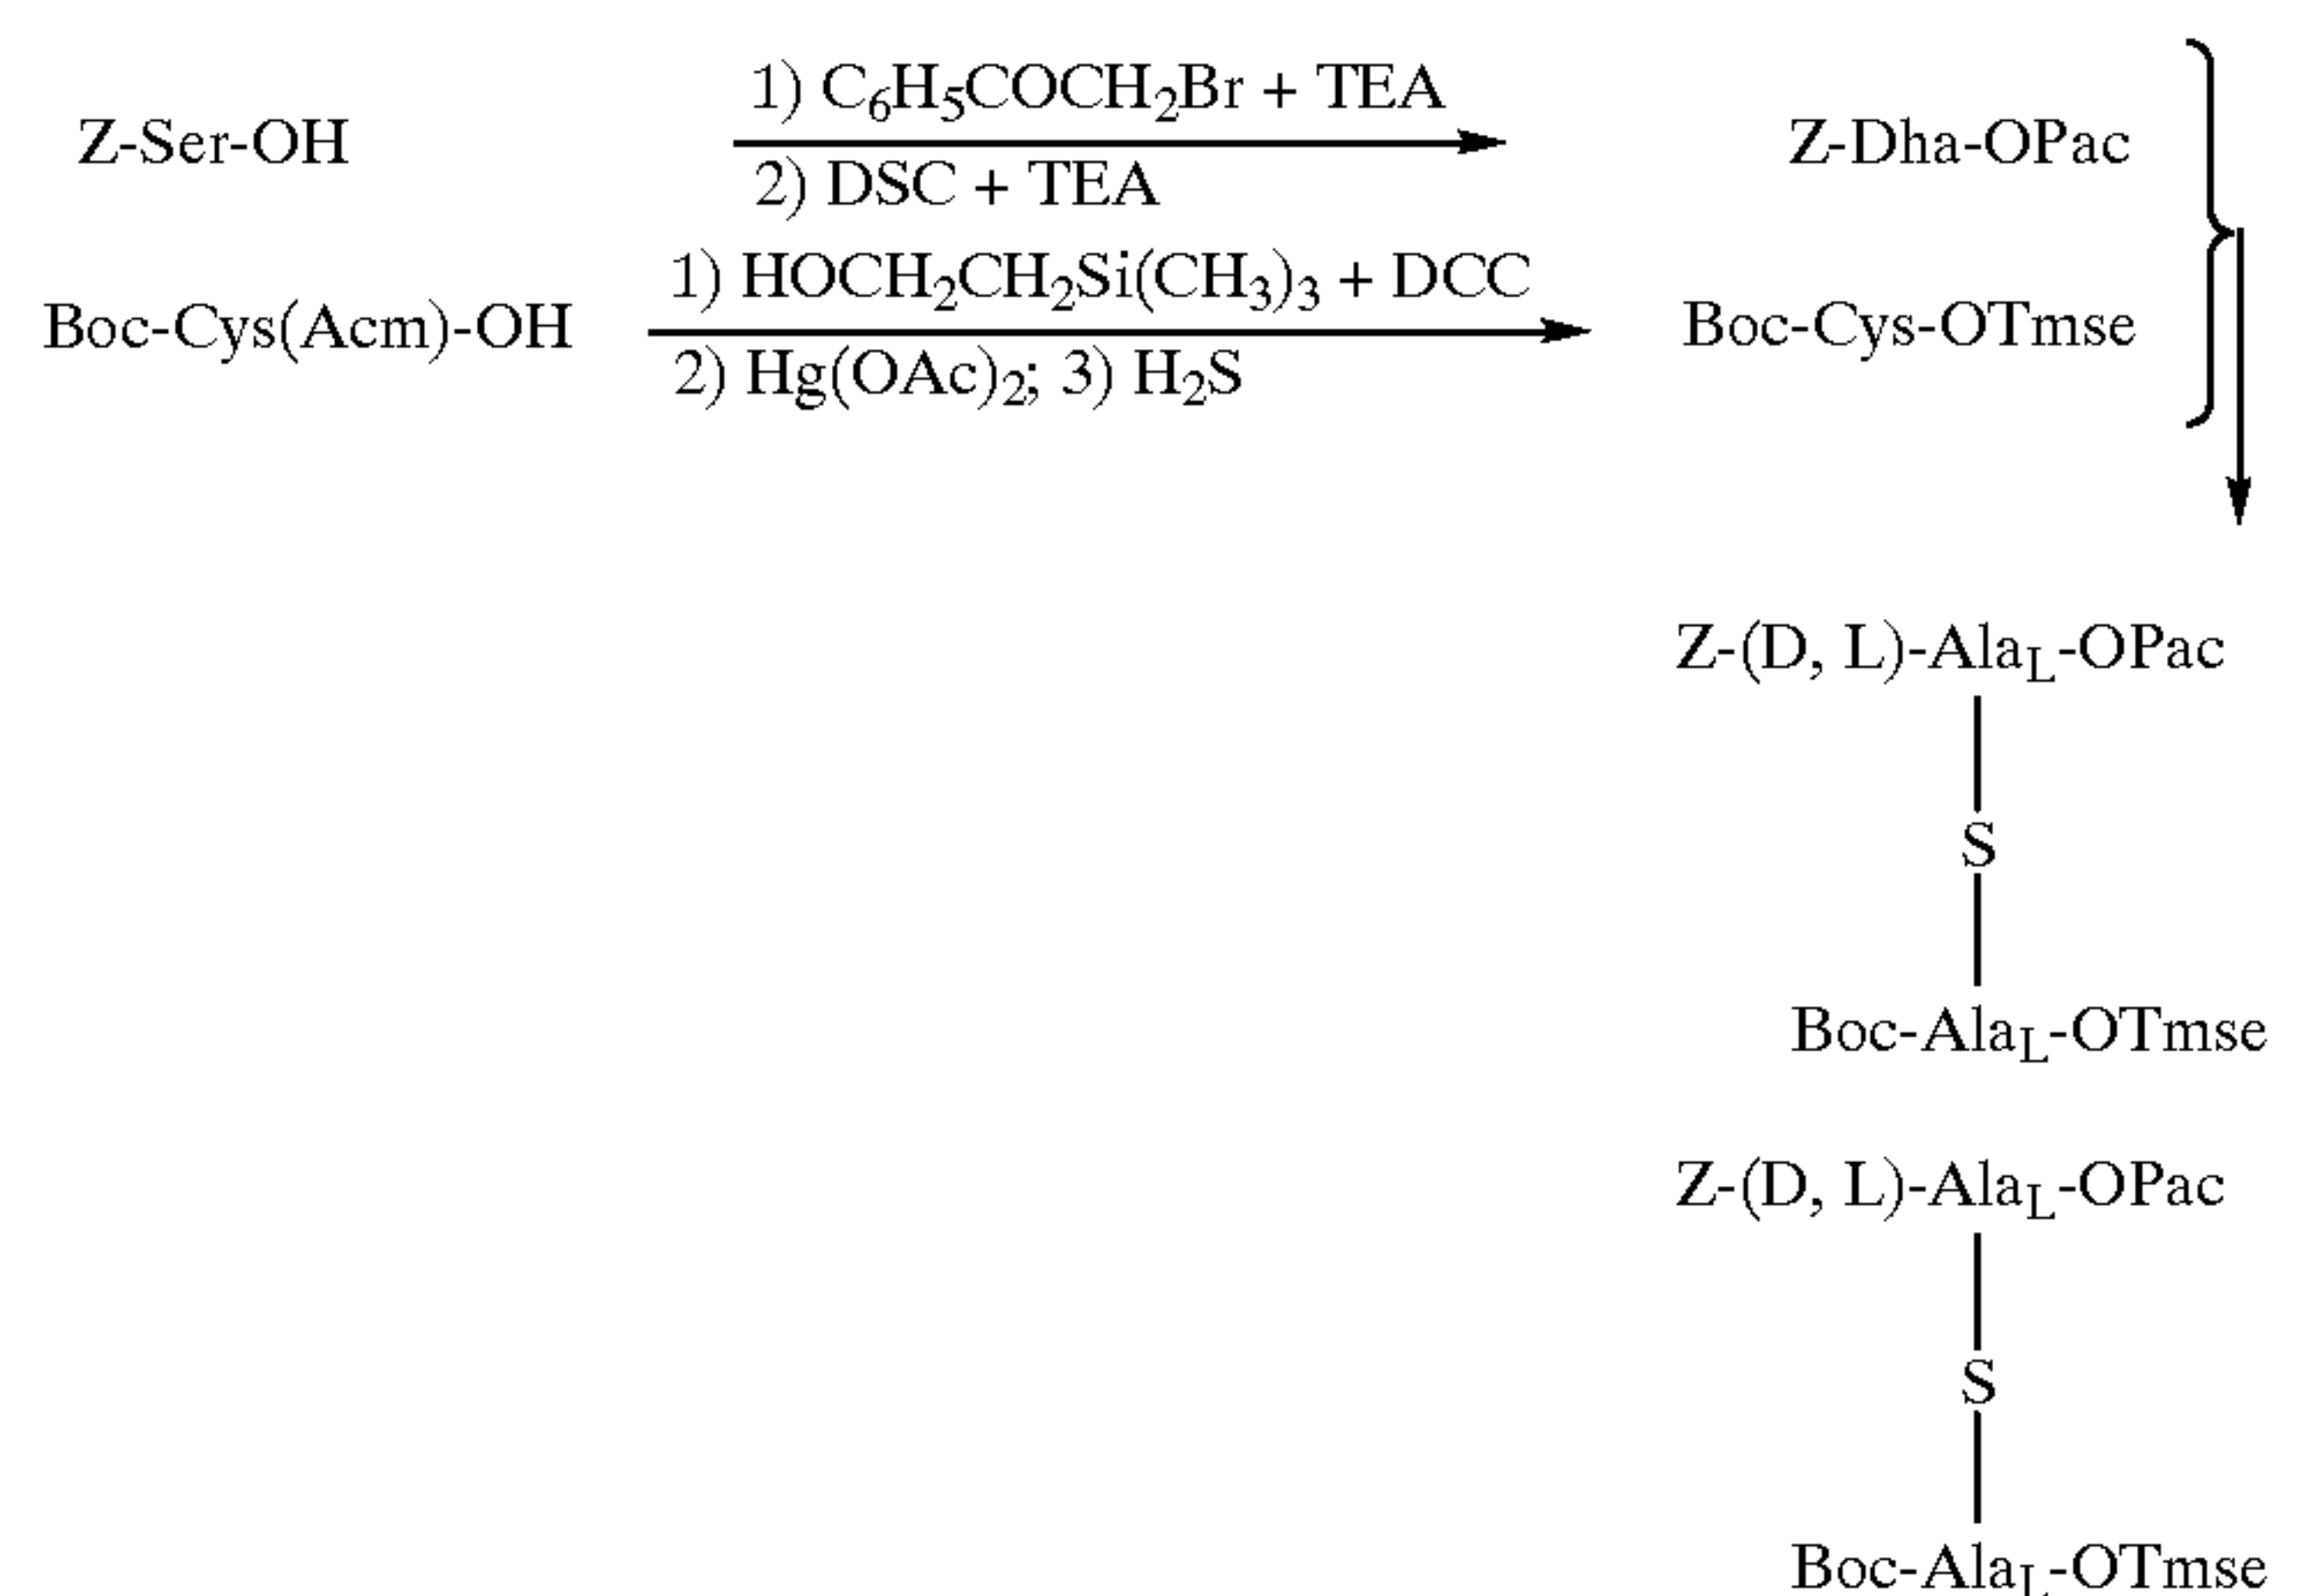 1) C6H5COCH2Br + TEA
Z-Ser-OH
Z-Dha-OPac
2) DSC + TEA
1) HOCH2CH2Si(CH3)3 + DCC
Boc-Cys(Acm)-OH
Boc-Cys-OTmse
2) Hg(OAc)2; 3) H2S
Z-(D, L)-AlaL-OPac
S
Boc-AlaL-OTmse
Z-(D, L)-AlaL-OPac
S
Boc-AlaL-OTmse